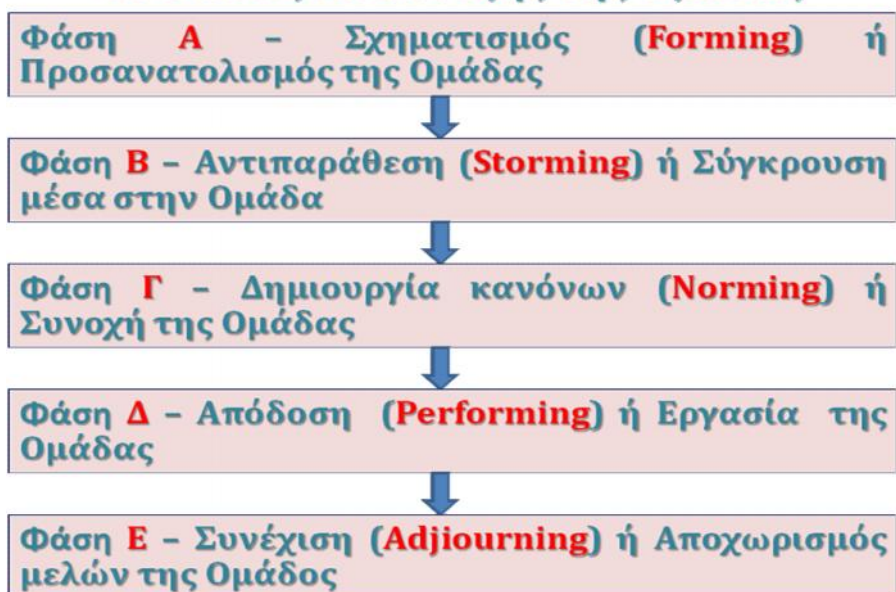 Φάση Α – Σχηματισμός (Forming) ή
Προσανατολισμός της Ομάδας
Φάση Β – Αντιπαράθεση (Storming) ή Σύγκρουση
μέσα στην Ομάδα
Φάση Γ – Δημιουργία κανόνων (Norming) ή
Συνοχή της Ομάδας
Φάση Δ – Απόδοση (Performing) ή Εργασία της
Ομάδας
Φάση Ε – Συνέχιση (Adjiourning) ή Αποχωρισμός
μελών της Ομάδος